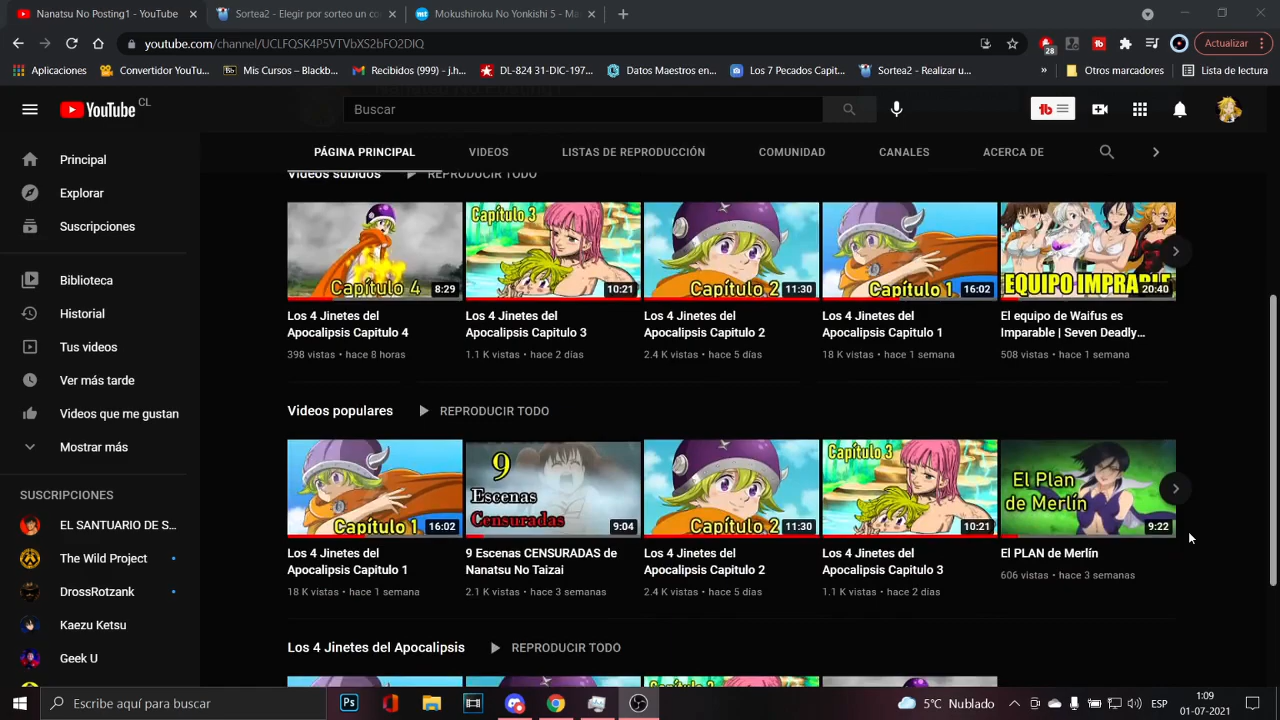 Nanatsu No Posting1 - YouTube
Sortea2 - Elegir por sorteo un co
Mokushiroku No Yonkishi 5 - Ma
youtube.com/channel/UCLFQSK4P5VTVbXS2bFO2DIQ
28
Actualizar
Aplicaciones
Convertidor YouTu...
Mis Cursos – Blackb...
Recibidos (999) - j.h...
DL-824 31-DIC-197...
Datos Maestros en...
Los 7 Pecados Capit...
Sortea2 - Realizar u...
Otros marcadores
Lista de lectura
YouTube CL
Buscar
PÁGINA PRINCIPAL
VIDEOS
LISTAS DE REPRODUCCIÓN
COMUNIDAD
CANALES
ACERCA DE
Principal
Explorar
Suscripciones
Biblioteca
Historial
Tus videos
Ver más tarde
Videos que me gustan
Mostrar más
SUSCRIPCIONES
EL SANTUARIO DE S...
The Wild Project
DrossRotzank
Kaezu Ketsu
Geek U
Videos subidos
REPRODUCIR TODO
Capítulo 4
8:29
Capítulo 3
10:21
Capítulo 2
11:30
Capítulo 1
16:02
EQUIPO IMPRABLE
20:40
Los 4 Jinetes del
Apocalipsis Capitulo 4
398 vistas • hace 8 horas
Los 4 Jinetes del
Apocalipsis Capitulo 3
1.1 K vistas • hace 2 días
Los 4 Jinetes del
Apocalipsis Capitulo 2
2.4 K vistas • hace 5 días
Los 4 Jinetes del
Apocalipsis Capitulo 1
18 K vistas • hace 1 semana
El equipo de Waifus es
Imparable | Seven Deadly...
508 vistas • hace 1 semana
Videos populares
REPRODUCIR TODO
Capítulo 1
16:02
9
Escenas
Censuradas
9:04
Capítulo 2
11:30
Capítulo 3
10:21
El Plan
de Merlín
9:22
Los 4 Jinetes del
Apocalipsis Capitulo 1
18 K vistas • hace 1 semana
9 Escenas CENSURADAS de
Nanatsu No Taizai
2.1 K vistas • hace 3 semanas
Los 4 Jinetes del
Apocalipsis Capitulo 2
2.4 K vistas • hace 5 días
Los 4 Jinetes del
Apocalipsis Capitulo 3
1.1 K vistas • hace 2 días
El PLAN de Merlín
606 vistas • hace 3 semanas
Los 4 Jinetes del Apocalipsis
REPRODUCIR TODO
Escribe aquí para buscar
5°C Nublado
ESP
1:09
01-07-2021